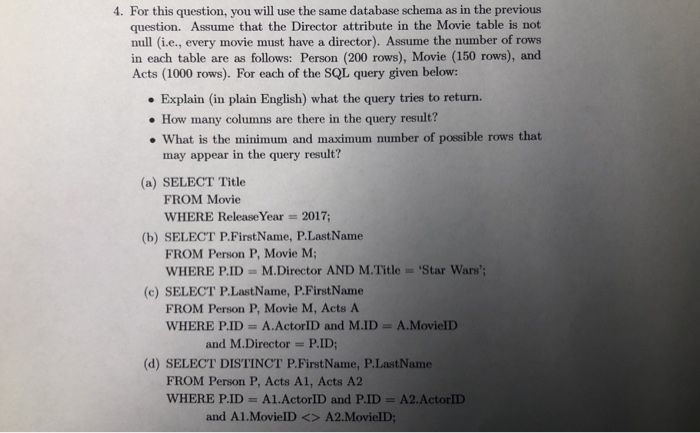 4. For this question, you will use the same database schema as in the previous
question. Assume that the Director attribute in the Movie table is not
null (i.e., every movie must have a director). Assume the number of rows
in each table are as follows: Person (200 rows), Movie (150 rows), and
Acts (1000 rows). For each of the SQL query given below:
• Explain (in plain English) what the query tries to return.
• How many columns are there in the query result?
• What is the minimum and maximum number of possible rows that
may appear in the query result?
(a) SELECT Title
FROM Movie
WHERE ReleaseYear = 2017;
(b) SELECT P.FirstName, P.LastName
FROM Person P, Movie M;
WHERE P.ID = M.Director AND M.Title = 'Star Wars';
(c) SELECT P.LastName, P.FirstName
FROM Person P, Movie M, Acts A
WHERE P.ID = A.ActorID and M.ID = A.MovieID
and M.Director = P.ID;
(d) SELECT DISTINCT P.FirstName, P.LastName
FROM Person P, Acts A1, Acts A2
WHERE P.ID = A1.ActorID and P.ID = A2.ActorID
and A1.MovieID <> A2.MovieID;